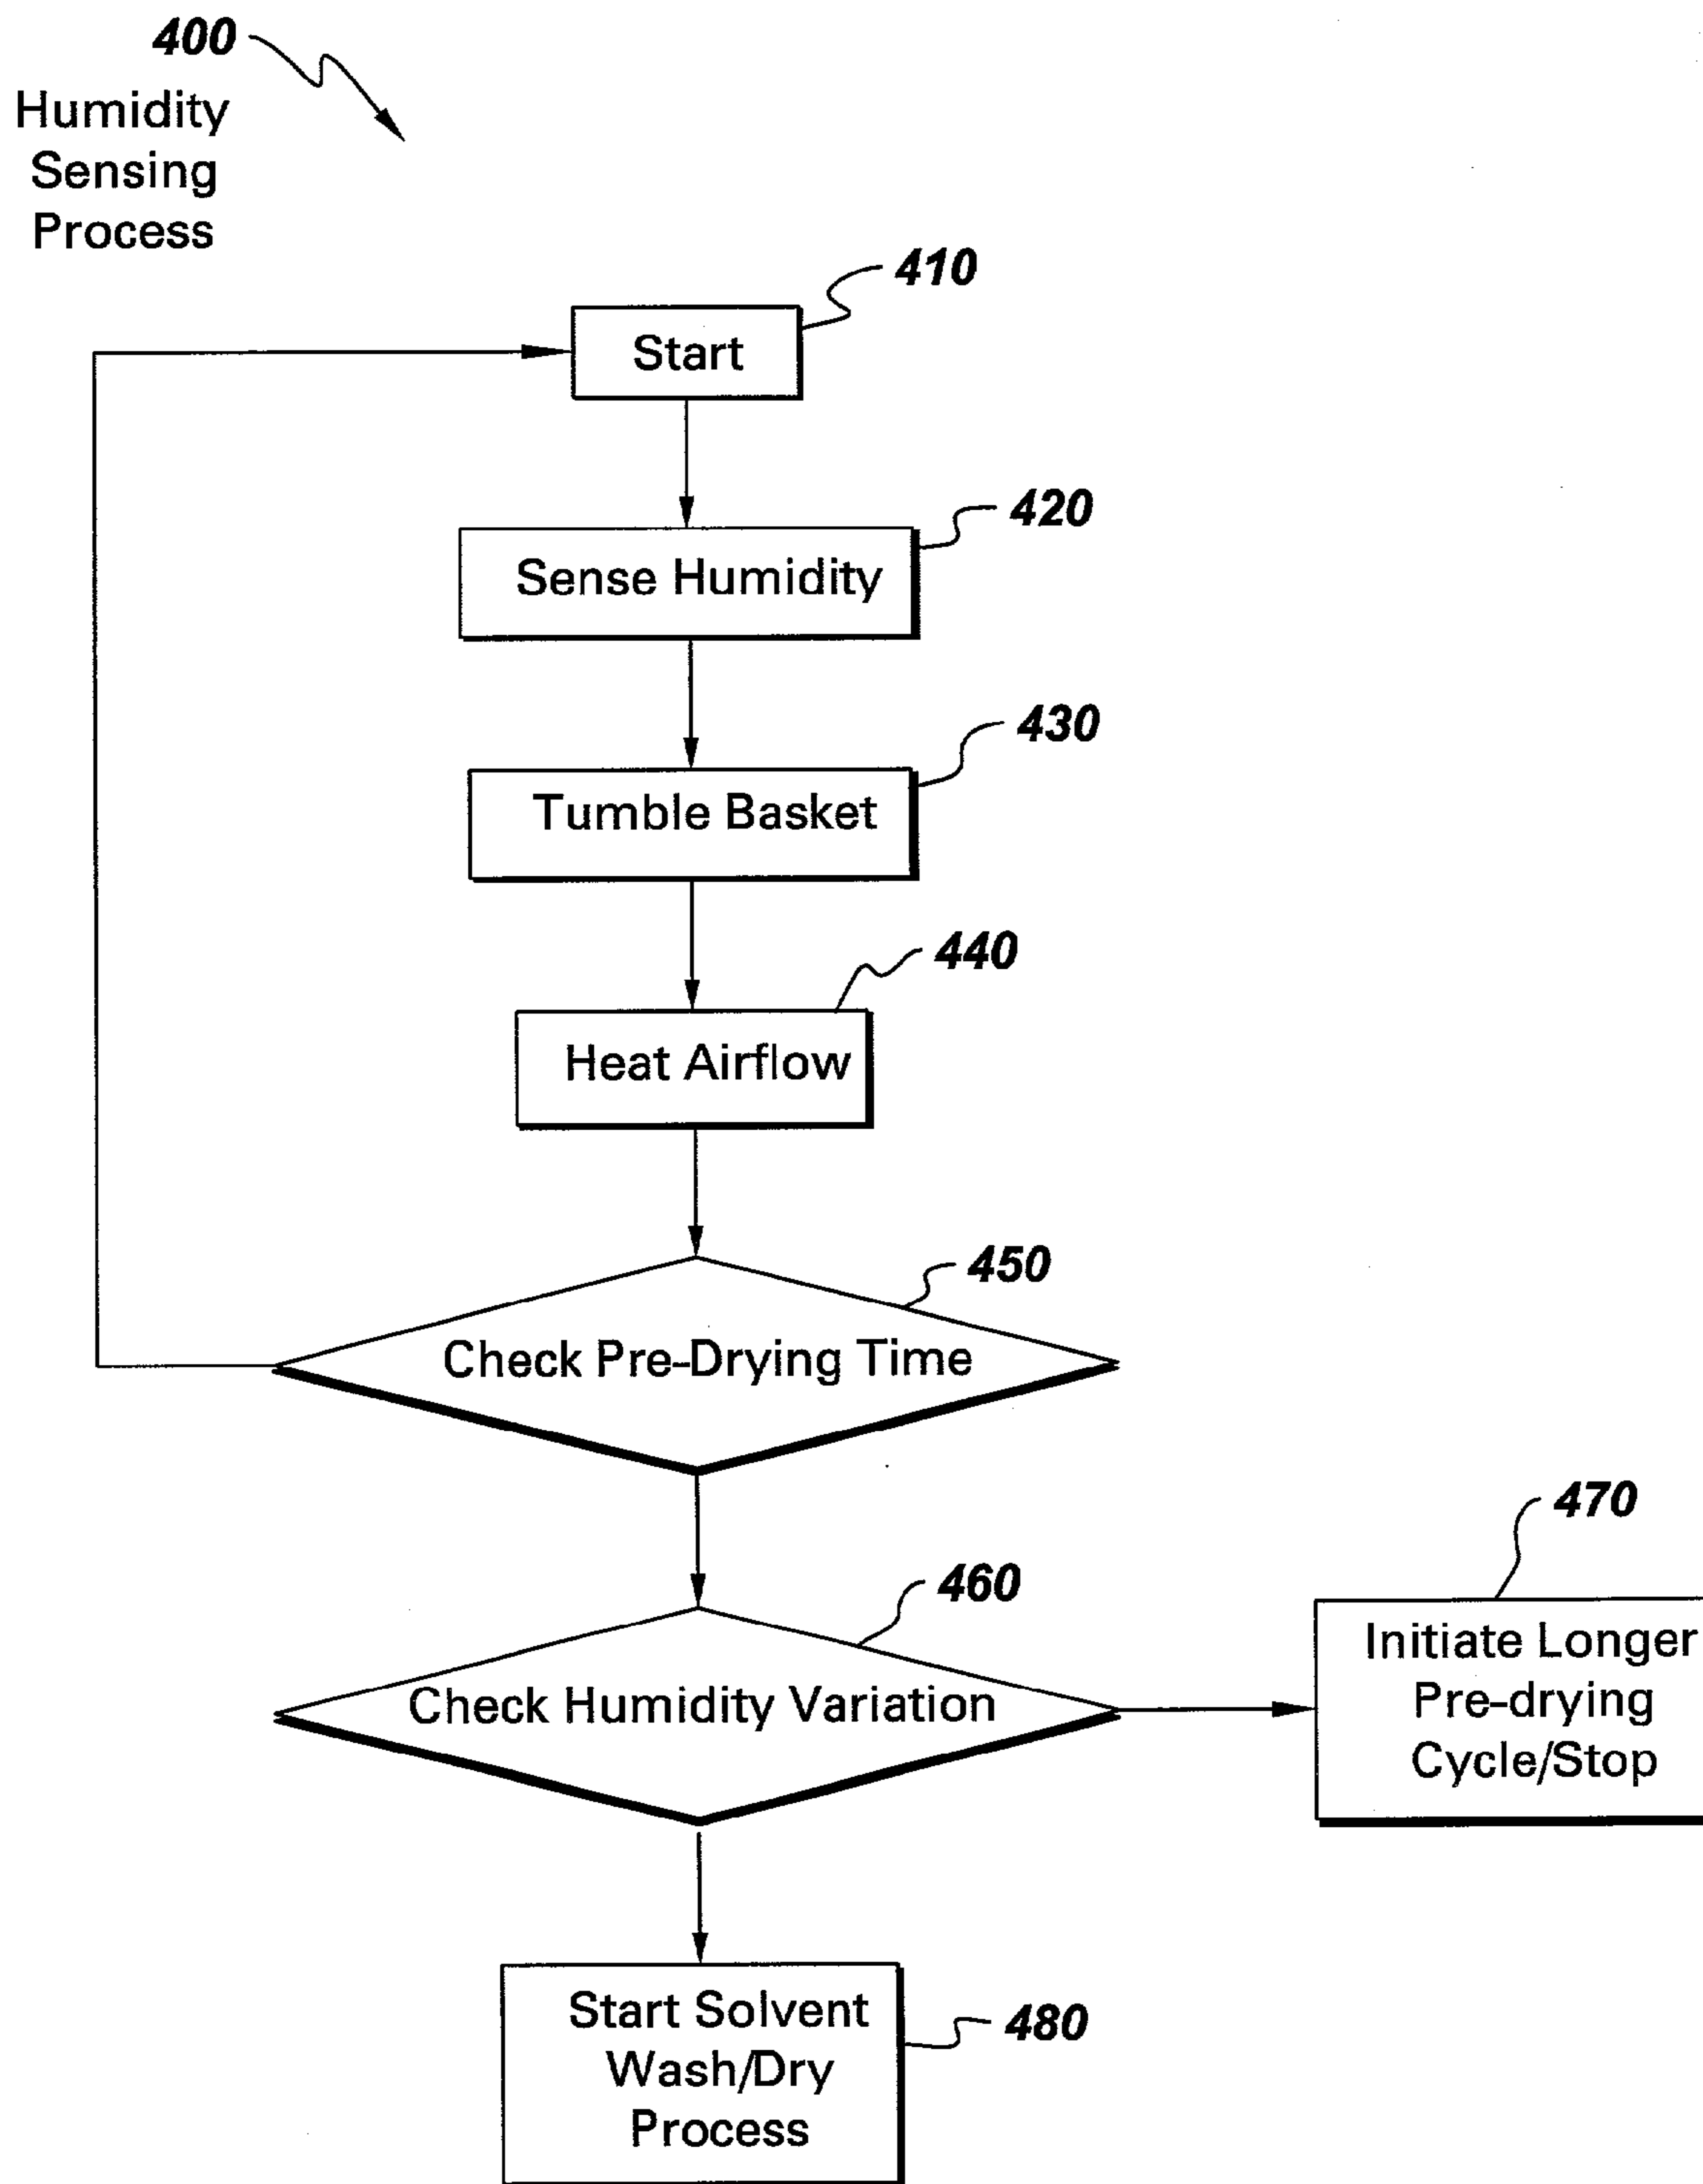 400
Humidity
Sensing
Process
410
Start
420
Sense Humidity
430
Tumble Basket
440
Heat Airflow
450
Check Pre-Drying Time
460
Check Humidity Variation
470
Initiate Longer
Pre-drying
Cycle/Stop
480
Start Solvent
Wash/Dry
Process